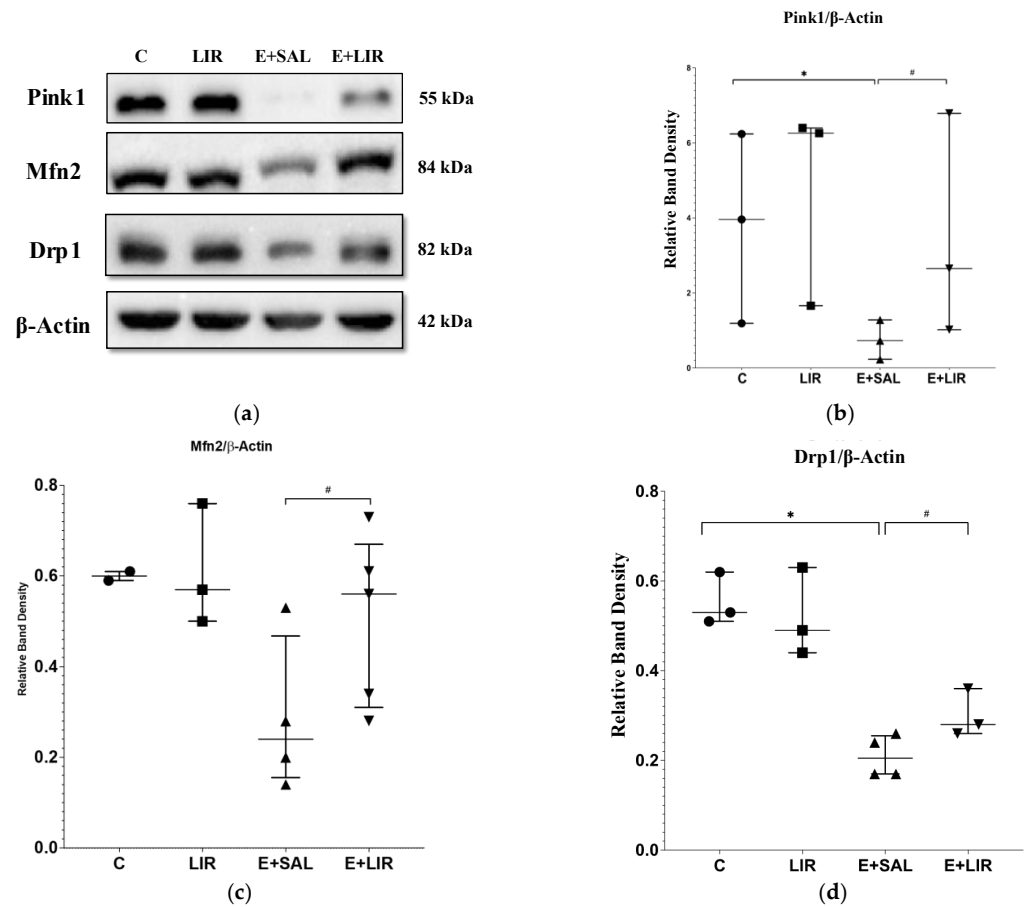 C LIR E+SAL E+LIR
Pink1 55 kDa
Mfn2 84 kDa
Drp1 82 kDa
β-Actin 42 kDa
(a)
Pink1/β-Actin
Relative Band Density
8
6
4
2
0
* #
C LIR E+SAL E+LIR
(b)
Mfn2/β-Actin
Relative Band Density
0.8
0.6
0.4
0.2
0.0
#
C LIR E+SAL E+LIR
(c)
Drp1/β-Actin
Relative Band Density
0.8
0.6
0.4
0.2
0.0
* #
C LIR E+SAL E+LIR
(d)